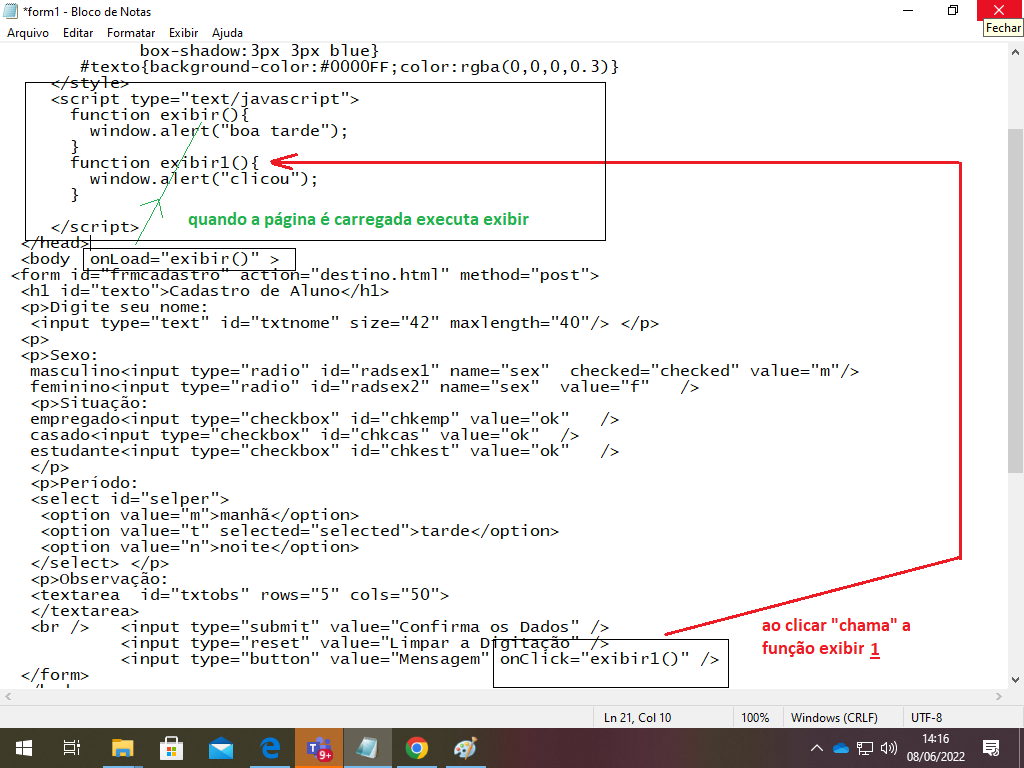 *form1 - Bloco de Notas
Fechar
Arquivo Editar Formatar Exibir Ajuda
box-shadow:3px 3px blue}
#texto{background-color:#0000FF;color:rgba(0,0,0,0.3)}
</style>
<script type="text/javascript">
function exibir(){
window.alert("boa tarde");
}
function exibir1(){
window.alert("clicou");
}
quando a página é carregada executa exibir
</script>
</head>
<body onLoad="exibir()" >
<form id="frmcadastro" action="destino.html" method="post">
<h1 id="texto">Cadastro de Aluno</h1>
<p>Digite seu nome:
<input type="text" id="txtnome" size="42" maxlength="40"/> </p>
<p>
<p>Sexo:
masculino<input type="radio" id="radsex1" name="sex" checked="checked" value="m"/>
feminino<input type="radio" id="radsex2" name="sex" value="f" />
<p>Situação:
empregado<input type="checkbox" id="chkemp" value="ok" />
casado<input type="checkbox" id="chkcas" value="ok" />
estudante<input type="checkbox" id="chkest" value="ok" />
</p>
<p>Período:
<select id="selper">
<option value="m">manhã</option>
<option value="t" selected="selected">tarde</option>
<option value="n">noite</option>
</select> </p>
<p>Observação:
<textarea id="txtobs" rows="5" cols="50">
</textarea>
<br /> <input type="submit" value="Confirma os Dados" />
<input type="reset" value="Limpar a Digitação" />
<input type="button" value="Mensagem" onClick="exibir1()" />
ao clicar "chama" a
função exibir 1
</form>
Ln 21, Col 10 100% Windows (CRLF) UTF-8
9+
14:16
08/06/2022